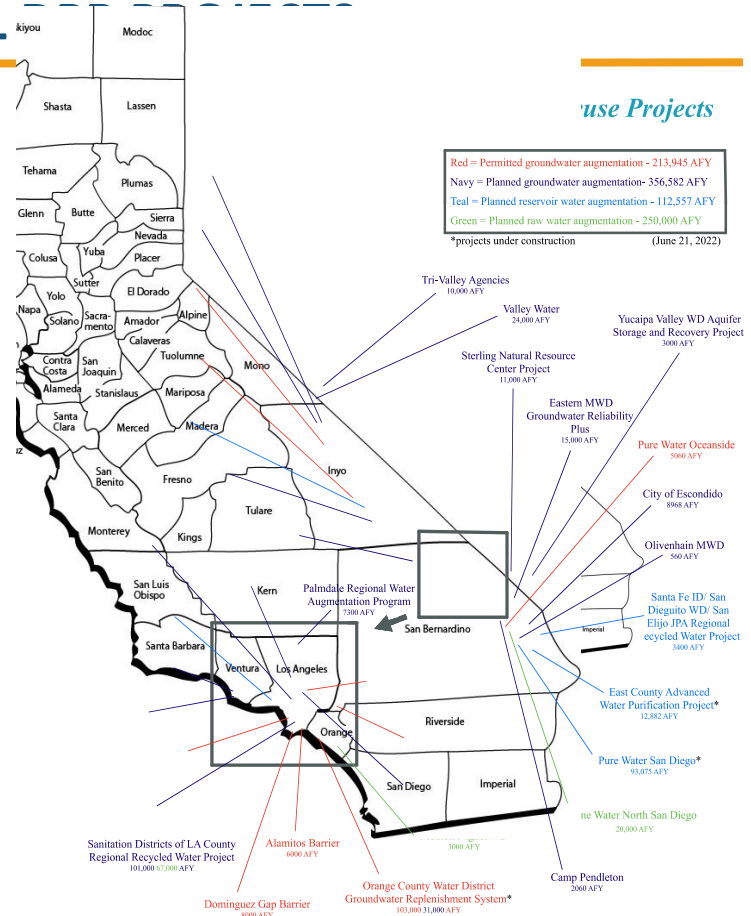 use Projects
Red = Permitted groundwater augmentation - 213,945 AFY
Navy = Planned groundwater augmentation- 356,582 AFY
Teal = Planned reservoir water augmentation - 112,557 AFY
Green = Planned raw water augmentation - 250,000 AFY
*projects under construction (June 21, 2022)
kiyou
Modoc
Shasta
Lassen
Tehama
Plumas
Glenn
Butte
Sierra
Nevada
Colusa
Yuba
Placer
Sutter
Yolo
El Dorado
Napa
Solano
Sacra-
mento
Amador
Alpine
Calaveras
Tuolumne
Contra
Costa
San
Joaquin
Mono
Alameda
Stanislaus
Mariposa
Santa
Clara
Merced
Madera
San
Benito
Fresno
Inyo
Tulare
Monterey
Kings
San Luis
Obispo
Kern
Santa Barbara
Ventura
Los Angeles
San Bernardino
Orange
Riverside
San Diego
Imperial
Imperial
Tri-Valley Agencies
10,000 AFY
Valley Water
24,000 AFY
Yucaipa Valley WD Aquifer
Storage and Recovery Project
3000 AFY
Sterling Natural Resource
Center Project
11,000 AFY
Eastern MWD
Groundwater Reliability
Plus
15,000 AFY
Pure Water Oceanside
5060 AFY
City of Escondido
8968 AFY
Olivenhain MWD
560 AFY
Palmdale Regional Water
Augmentation Program
7300 AFY
Santa Fe ID/ San
Dieguito WD/ San
Elijo JPA Regional
ecycled Water Project
3400 AFY
East County Advanced
Water Purification Project*
12,882 AFY
Pure Water San Diego*
93,075 AFY
ne Water North San Diego
20,000 AFY
3000 AFY
Camp Pendleton
2060 AFY
Sanitation Districts of LA County
Regional Recycled Water Project
101,000 67,000 AFY
Alamitos Barrier
6000 AFY
Dominguez Gap Barrier
8000 AFY
Orange County Water District
Groundwater Replenishment System*
103,000 31,000 AFY